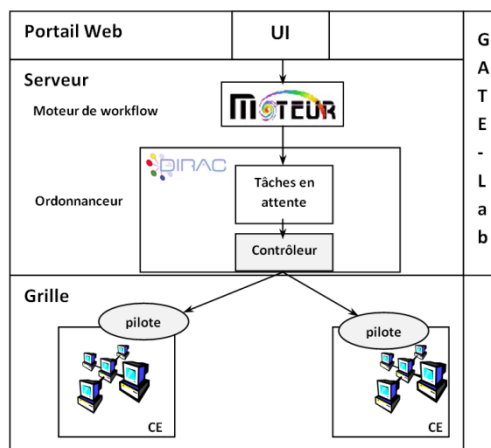 Portail Web
UI
Serveur
Moteur de workflow
MOTEUR
DIRAC
Ordonnanceur
Tâches en
attente
Contrôleur
Grille
pilote
pilote
CE
CE
G
A
T
E
-
L
a
b